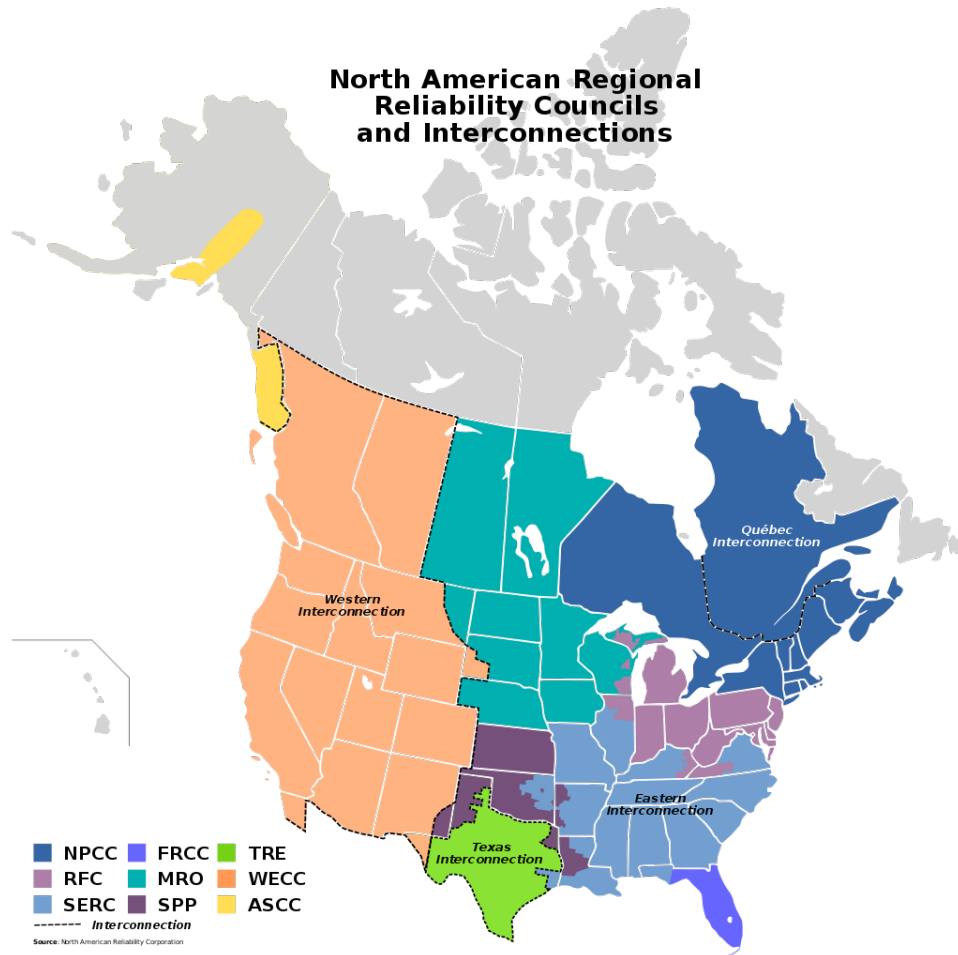 North American Regional
Reliability Councils
and Interconnections
Québec
Interconnection
Western
Interconnection
Eastern
Interconnection
Texas
Interconnection
NPCC FRCC TRE
RFC MRO WECC
SERC SPP ASCC
Interconnection
Source: North American Reliability Corporation